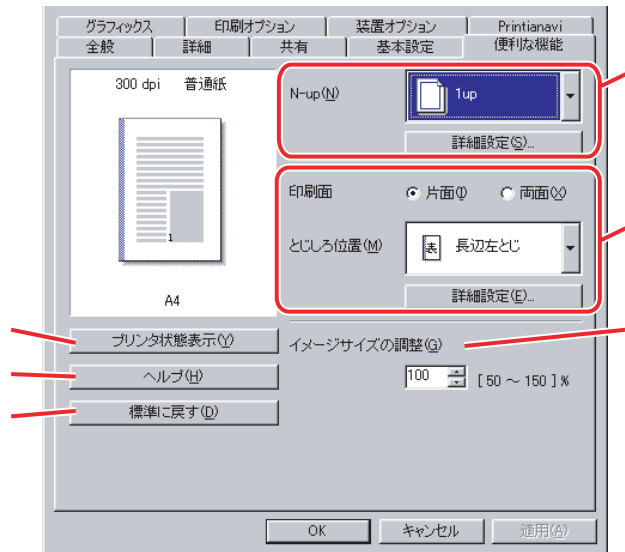 グラフィックス 印刷オプション 装置オプション Printianavi
全般 詳細 共有 基本設定 便利な機能
300 dpi 普通紙
1
A4
プリンタ状態表示(Y)
ヘルプ(H)
標準に戻す(D)
N-up(N) 1up
詳細設定(S)...
印刷面 片面(I) 両面(X)
とじしろ位置(M) 表 長辺左とじ
詳細設定(E)...
イメージサイズの調整(G)
100 [ 50 ～ 150 ] %
OK キャンセル 適用(A)